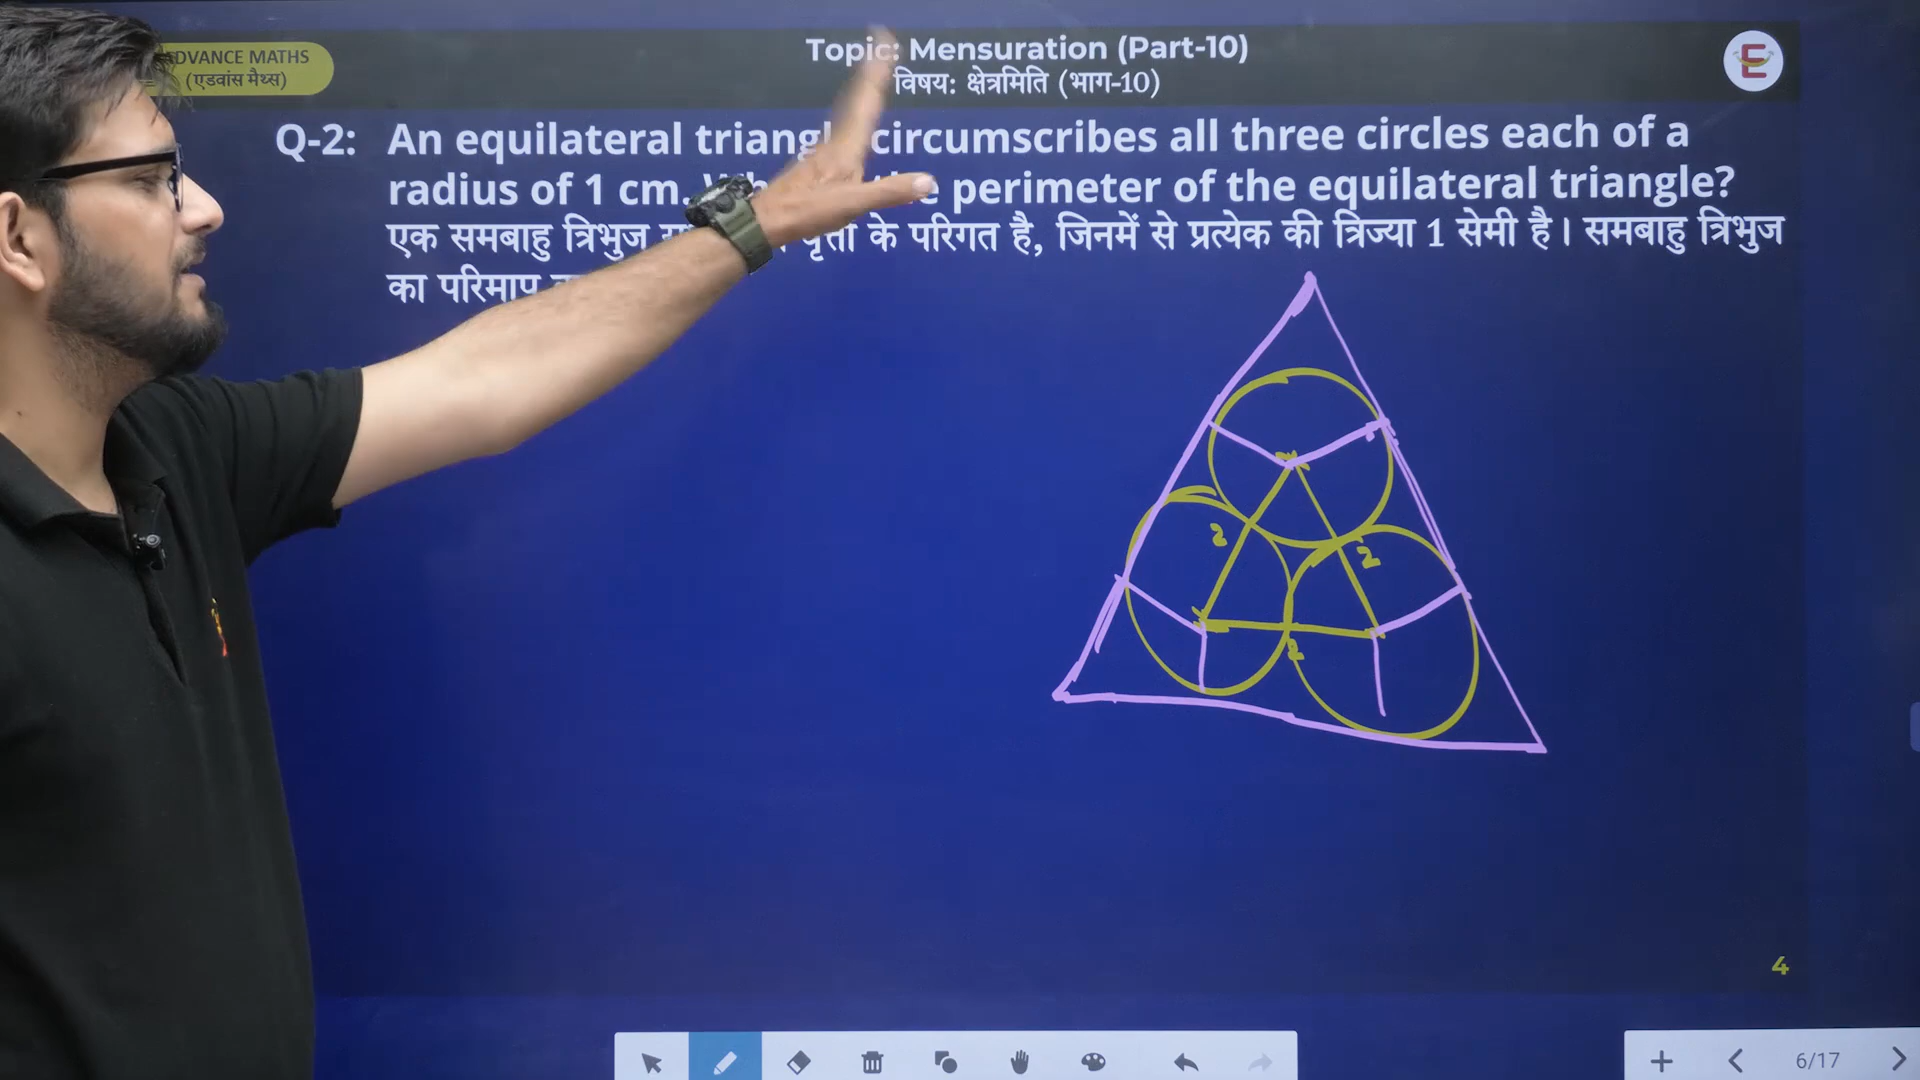 DVANCE MATHS
(एडवांस मैथ्स)
Topic: Mensuration (Part-10)
विषय: क्षेत्रमिति (भाग-10)
E
Q-2: An equilateral triangl circumscribes all three circles each of a
radius of 1 cm. perimeter of the equilateral triangle?
एक समबाहु त्रिभुज के परिगत है, जिनमें से प्रत्येक की त्रिज्या 1 सेमी है। समबाहु त्रिभुज
का परिमाप
2
2
2
4
6/17